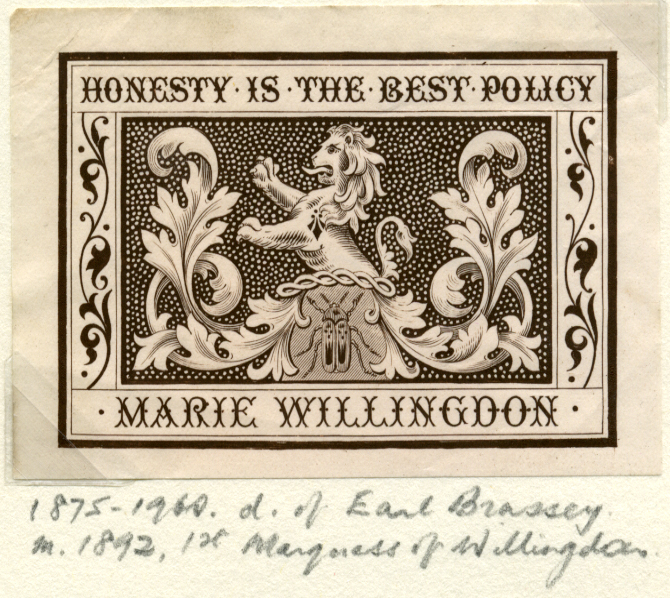 HONESTY · IS · THE · BEST · POLICY
· MARIE WILLINGDON ·
1875-1960. d. of Earl Brassey.
m. 1892, 1st Marquess of Willingdon.